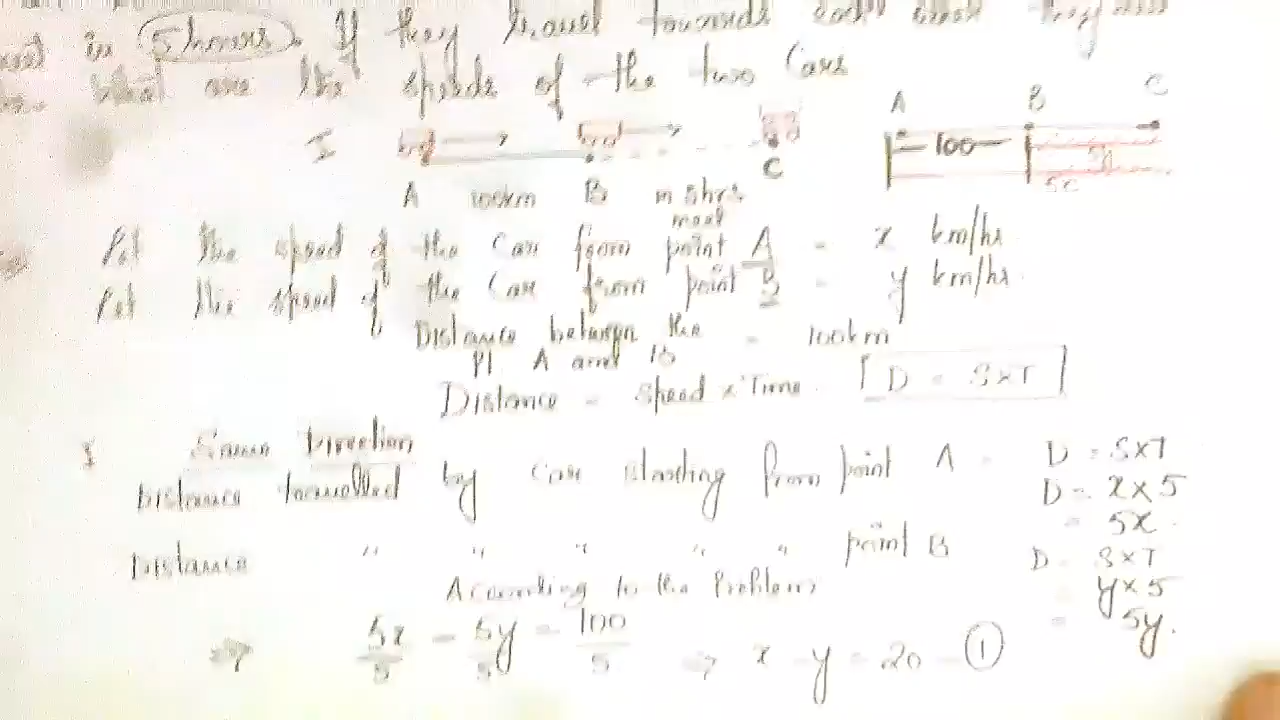 in 5 hours. If they travel towards each
What are the speeds of the two Cars
A B C
I
100
5y
5x
C
A 100km B in 5hrs
meet
Let the speed of the Car from point A = x km/hr
Let the speed of the Car from point B = y km/hr.
Distance between the = 100km
Pt A and B
Distance = Speed x Time. D = S×T
I Same Direction
Distance travelled by Car starting from point A = D = S×T
D = x × 5
= 5x.
Distance " " " " " point B D = S×T
= y×5
According to the Problem
= 5y.
⇒ 5x/5 - 5y/5 = 100/5 ⇒ x - y = 20 - ①